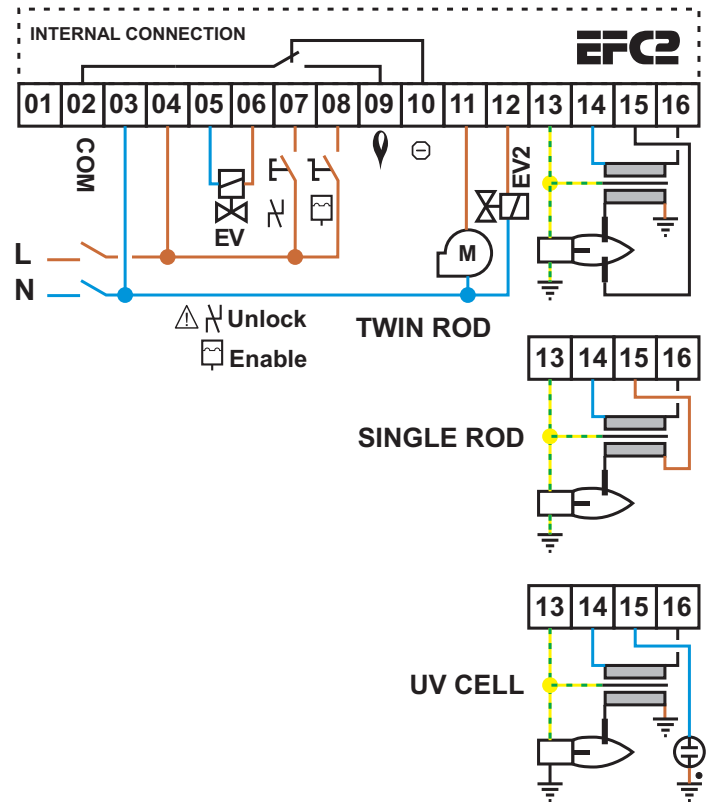 INTERNAL CONNECTION
EFC2
01 02 03 04 05 06 07 08 09 10 11 12 13 14 15 16
COM
EV
EV2
M
L
N
Unlock
Enable
TWIN ROD
13 14 15 16
SINGLE ROD
13 14 15 16
UV CELL